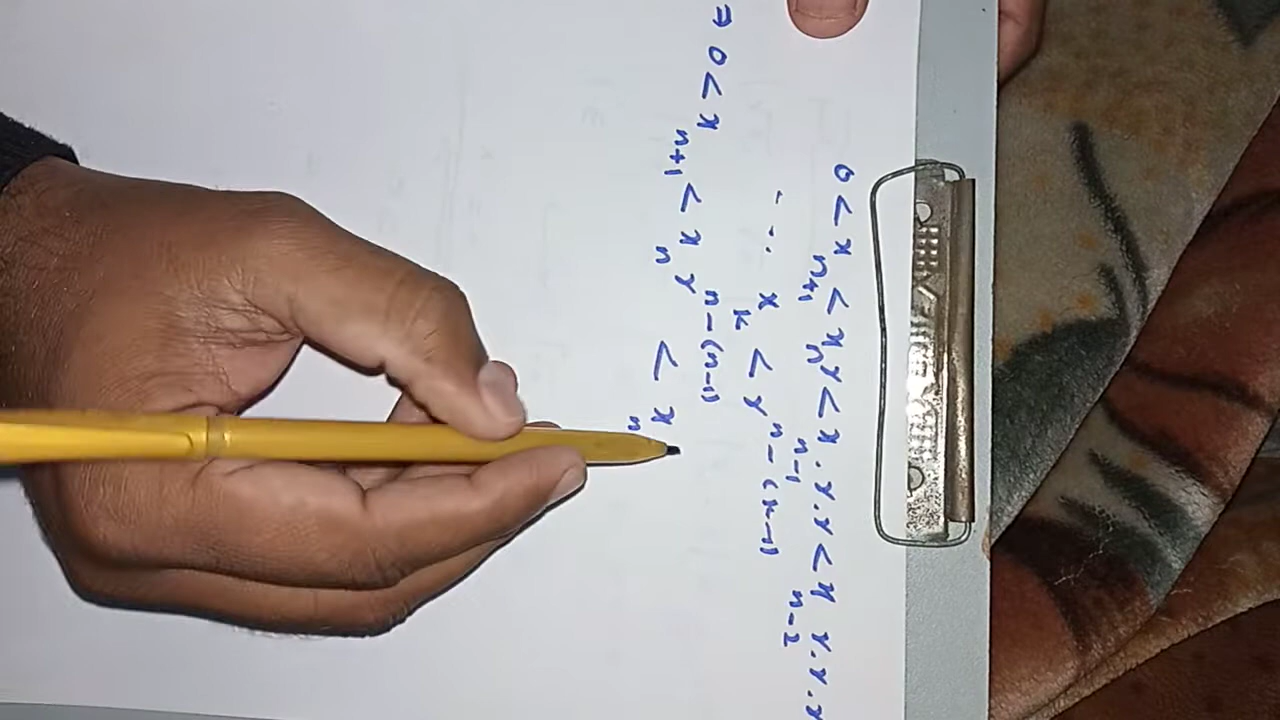 0 < x^{n+1} < x^n y < x^{n-1} . y . y < x^{n-2} y . y . y
... x^k < y^{n-(k-1)}
= 0 < x^{n+1} < x^n y^{n-(n-1)} < x^n